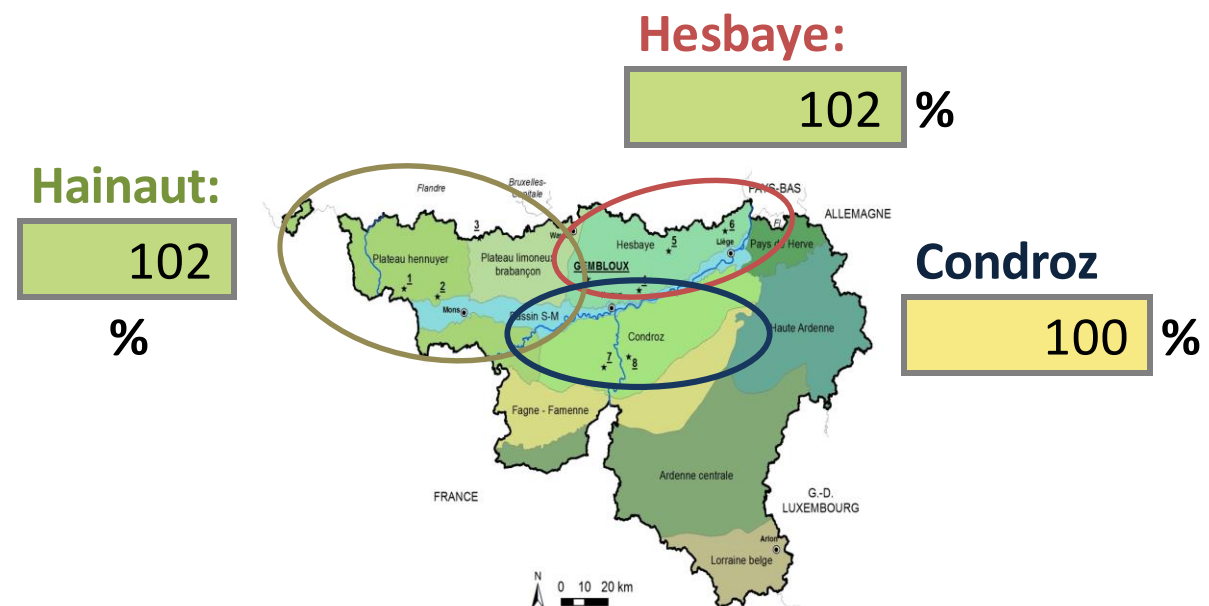 Hesbaye:
102 %
Hainaut:
102
%
Condroz
100 %
Flandre
Bruxelles-
Capitale
PAYS-BAS
ALLEMAGNE
3
6
5
Liège
Hesbaye
Pays de Herve
Plateau hennuyer
Plateau limoneux
brabançon
GEMBLOUX
1
2
Mons
Bassin S-M
Condroz
Haute Ardenne
7
8
Fagne - Famenne
Ardenne centrale
FRANCE
G.-D.
LUXEMBOURG
Arlon
Lorraine belge
N
0 10 20 km